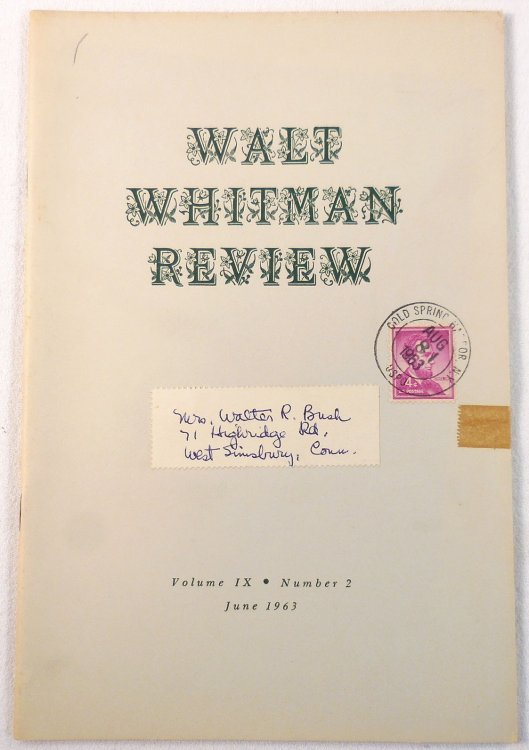 WALT
WHITMAN
REVIEW
COLD SPRING HARBOR, N.Y.
AUG
1963
4¢
Mrs. Walter R. Bush
71 Highridge Rd.
West Simsbury, Conn.
Volume IX • Number 2
June 1963